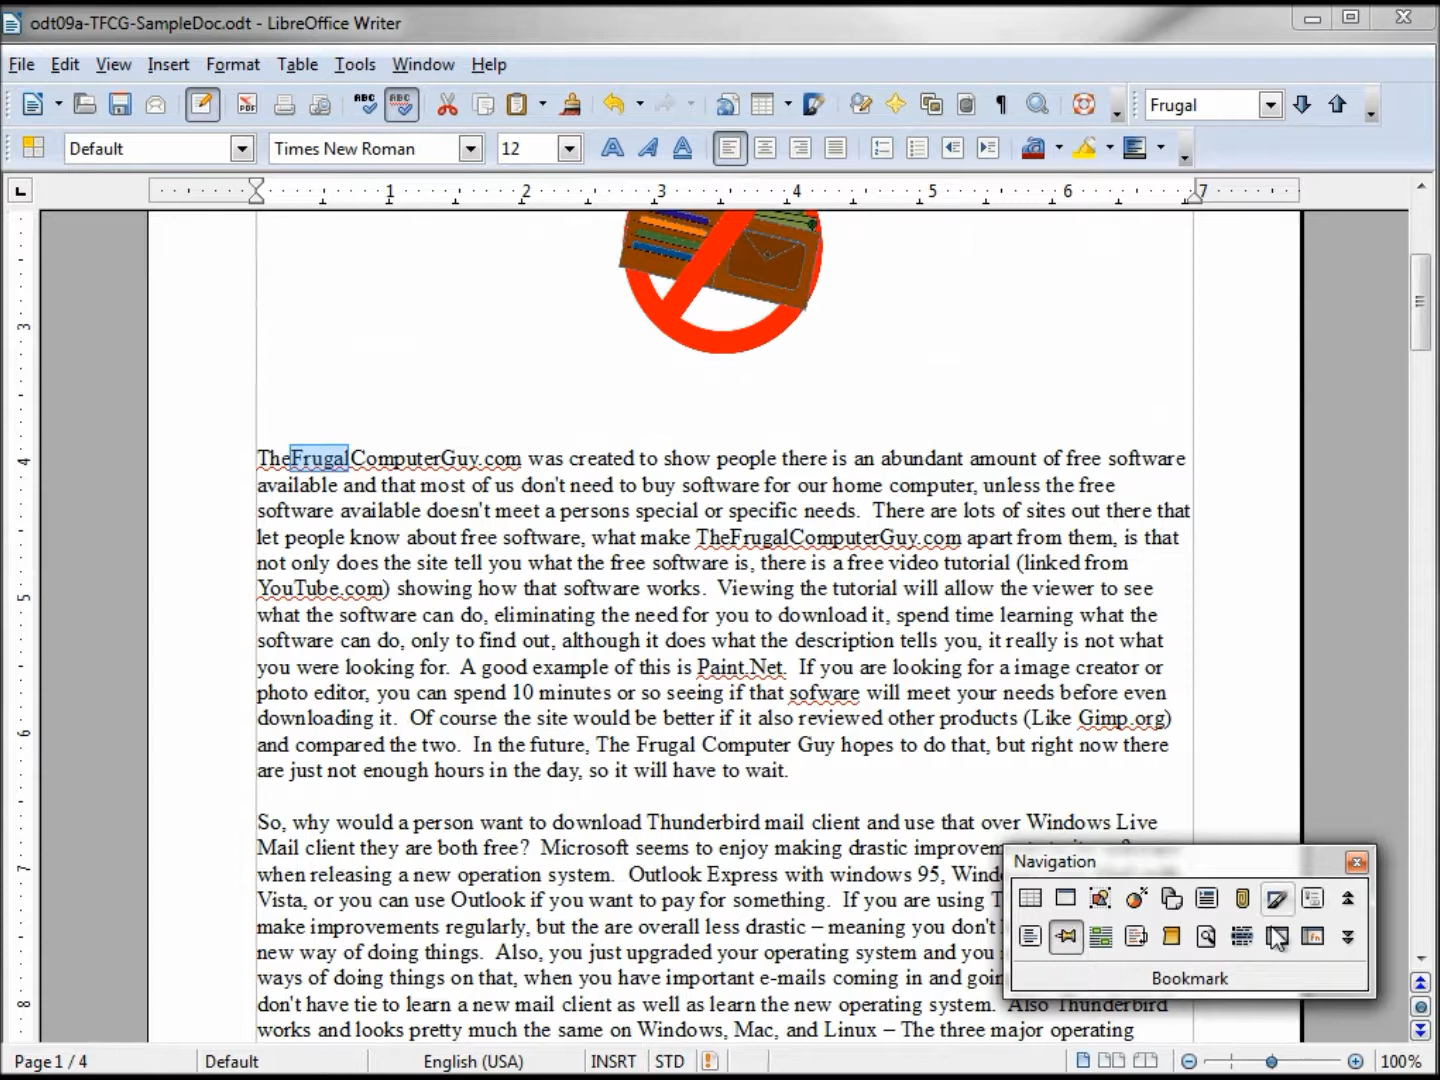 odt09a-TFCG-SampleDoc.odt - LibreOffice Writer
File Edit View Insert Format Table Tools Window Help
PDF ABC ABC Frugal
Default Times New Roman 12
1 2 3 4 5 6 7
3
4
5
6
7
8
TheFrugalComputerGuy.com was created to show people there is an abundant amount of free software
available and that most of us don't need to buy software for our home computer, unless the free
software available doesn't meet a persons special or specific needs.  There are lots of sites out there that
let people know about free software, what make TheFrugalComputerGuy.com apart from them, is that
not only does the site tell you what the free software is, there is a free video tutorial (linked from
YouTube.com) showing how that software works.  Viewing the tutorial will allow the viewer to see
what the software can do, eliminating the need for you to download it, spend time learning what the
software can do, only to find out, although it does what the description tells you, it really is not what
you were looking for.  A good example of this is Paint.Net.  If you are looking for a image creator or
photo editor, you can spend 10 minutes or so seeing if that sofware will meet your needs before even
downloading it.  Of course the site would be better if it also reviewed other products (Like Gimp.org)
and compared the two.  In the future, The Frugal Computer Guy hopes to do that, but right now there
are just not enough hours in the day, so it will have to wait.
So, why would a person want to download Thunderbird mail client and use that over Windows Live
Mail client they are both free?  Microsoft seems to enjoy making drastic
when releasing a new operation system.  Outlook Express with windows 95,
Vista, or you can use Outlook if you want to pay for something.  If you are using
make improvements regularly, but the are overall less drastic – meaning you don't
new way of doing things.  Also, you just upgraded your operating system and you
ways of doing things on that, when you have important e-mails coming in and
don't have tie to learn a new mail client as well as learn the new operating system.  Also Thunderbird
works and looks pretty much the same on Windows, Mac, and Linux – The three major operating
Navigation
Bookmark
Page 1 / 4 Default English (USA) INSRT STD 100%